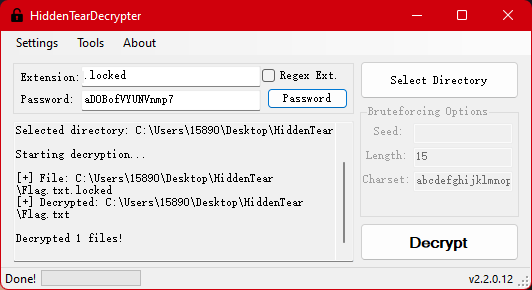 HiddenTearDecrypter
Settings Tools About
Extension: .locked Regex Ext.
Password: aDOBofVYUNVnmp7 Password
Select Directory
Bruteforcing Options
Seed:
Length: 15
Charset: abcdefghijklmnop
Selected directory: C:\Users\15890\Desktop\HiddenTear
Starting decryption...
[+] File: C:\Users\15890\Desktop\HiddenTear
\Flag.txt.locked
[+] Decrypted: C:\Users\15890\Desktop\HiddenTear
\Flag.txt
Decrypted 1 files!
Decrypt
Done!
v2.2.0.12